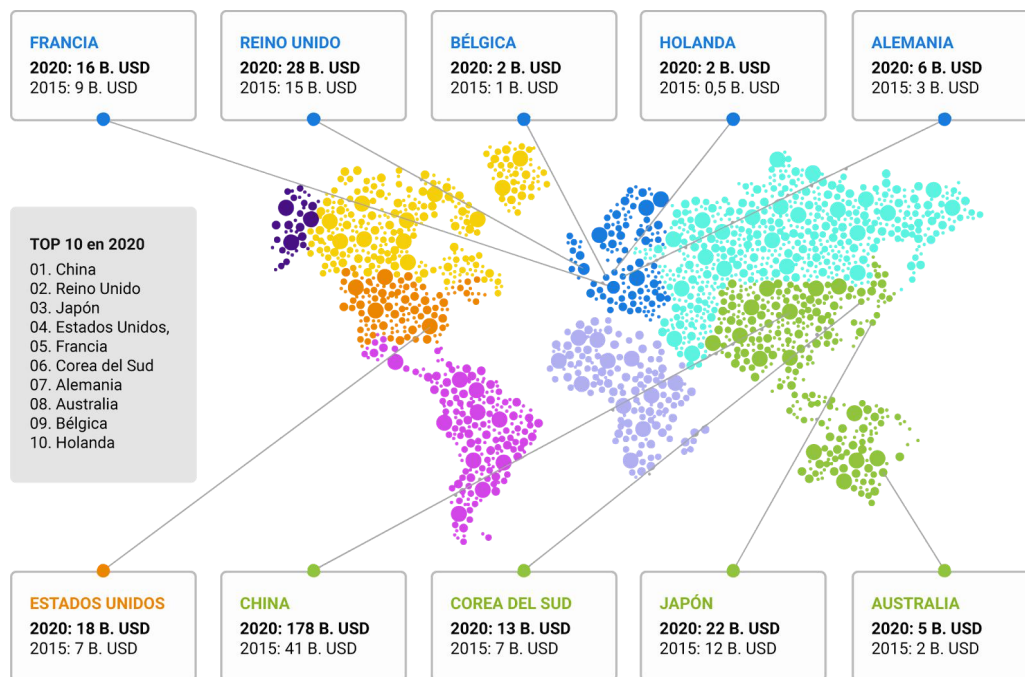 FRANCIA
2020: 16 B. USD
2015: 9 B. USD
REINO UNIDO
2020: 28 B. USD
2015: 15 B. USD
BÉLGICA
2020: 2 B. USD
2015: 1 B. USD
HOLANDA
2020: 2 B. USD
2015: 0,5 B. USD
ALEMANIA
2020: 6 B. USD
2015: 3 B. USD
TOP 10 en 2020
01. China
02. Reino Unido
03. Japón
04. Estados Unidos,
05. Francia
06. Corea del Sud
07. Alemania
08. Australia
09. Bélgica
10. Holanda
ESTADOS UNIDOS
2020: 18 B. USD
2015: 7 B. USD
CHINA
2020: 178 B. USD
2015: 41 B. USD
COREA DEL SUD
2020: 13 B. USD
2015: 7 B. USD
JAPÓN
2020: 22 B. USD
2015: 12 B. USD
AUSTRALIA
2020: 5 B. USD
2015: 2 B. USD